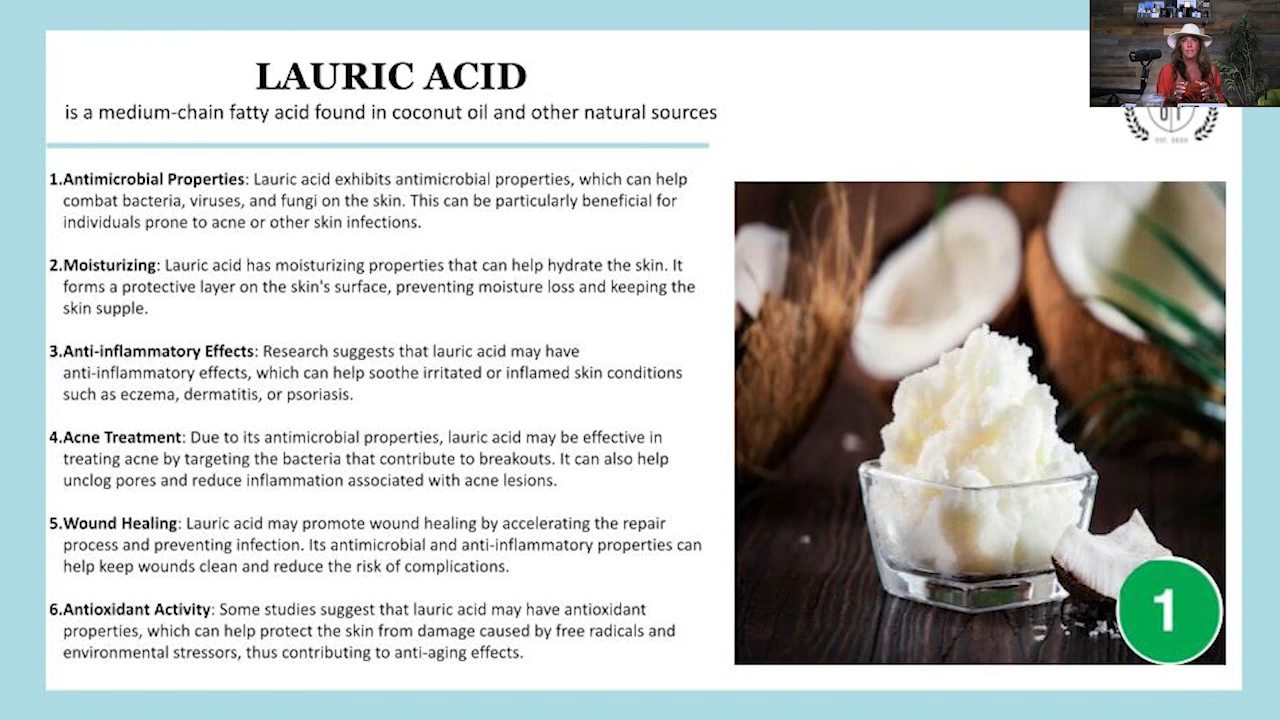 LAURIC ACID
is a medium-chain fatty acid found in coconut oil and other natural sources
1.Antimicrobial Properties: Lauric acid exhibits antimicrobial properties, which can help
combat bacteria, viruses, and fungi on the skin. This can be particularly beneficial for
individuals prone to acne or other skin infections.
2.Moisturizing: Lauric acid has moisturizing properties that can help hydrate the skin. It
forms a protective layer on the skin's surface, preventing moisture loss and keeping the
skin supple.
3.Anti-inflammatory Effects: Research suggests that lauric acid may have
anti-inflammatory effects, which can help soothe irritated or inflamed skin conditions
such as eczema, dermatitis, or psoriasis.
4.Acne Treatment: Due to its antimicrobial properties, lauric acid may be effective in
treating acne by targeting the bacteria that contribute to breakouts. It can also help
unclog pores and reduce inflammation associated with acne lesions.
5.Wound Healing: Lauric acid may promote wound healing by accelerating the repair
process and preventing infection. Its antimicrobial and anti-inflammatory properties can
help keep wounds clean and reduce the risk of complications.
6.Antioxidant Activity: Some studies suggest that lauric acid may have antioxidant
properties, which can help protect the skin from damage caused by free radicals and
environmental stressors, thus contributing to anti-aging effects.
1